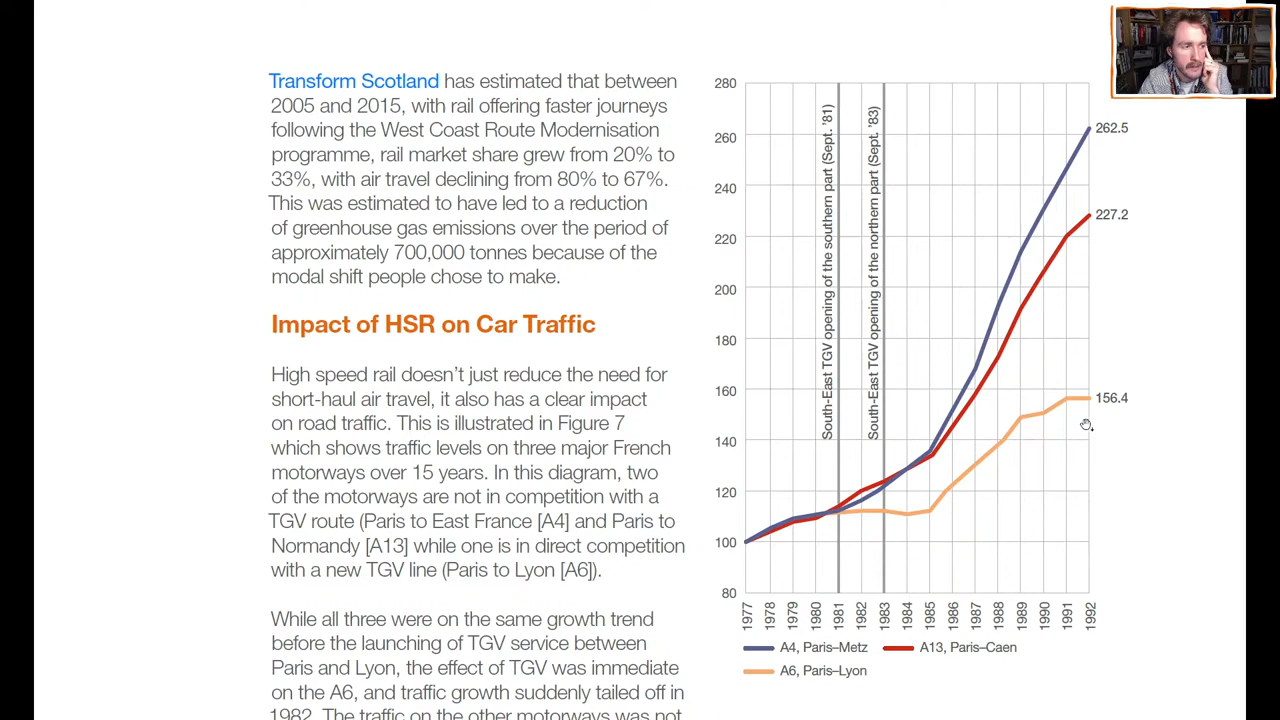 Transform Scotland has estimated that between
2005 and 2015, with rail offering faster journeys
following the West Coast Route Modernisation
programme, rail market share grew from 20% to
33%, with air travel declining from 80% to 67%.
This was estimated to have led to a reduction
of greenhouse gas emissions over the period of
approximately 700,000 tonnes because of the
modal shift people chose to make.
Impact of HSR on Car Traffic
High speed rail doesn't just reduce the need for
short-haul air travel, it also has a clear impact
on road traffic. This is illustrated in Figure 7
which shows traffic levels on three major French
motorways over 15 years. In this diagram, two
of the motorways are not in competition with a
TGV route (Paris to East France [A4] and Paris to
Normandy [A13] while one is in direct competition
with a new TGV line (Paris to Lyon [A6]).
While all three were on the same growth trend
before the launching of TGV service between
Paris and Lyon, the effect of TGV was immediate
on the A6, and traffic growth suddenly tailed off in
1982. The traffic on the other motorways was not
280
260
240
220
200
180
160
140
120
100
80
South-East TGV opening of the southern part (Sept. '81)
South-East TGV opening of the northern part (Sept. '83)
262.5
227.2
156.4
1977
1978
1979
1980
1981
1982
1983
1984
1985
1986
1987
1988
1989
1990
1991
1992
A4, Paris–Metz
A13, Paris–Caen
A6, Paris–Lyon